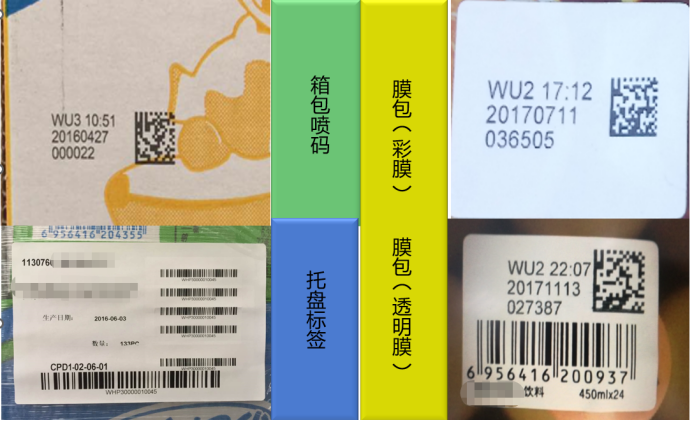 WU3 10:51
20160427
000022
箱包喷码
膜包（彩膜）
WU2 17:12
20170711
036505
6 956416 204355
113076
生产日期: 2016-06-03
数量:
CPD1-02-06-01
WHP30000001004S
托盘标签
膜包（透明膜）
WU2 22:07
20171113
027387
6 956416 200937
饮料 450mlx24